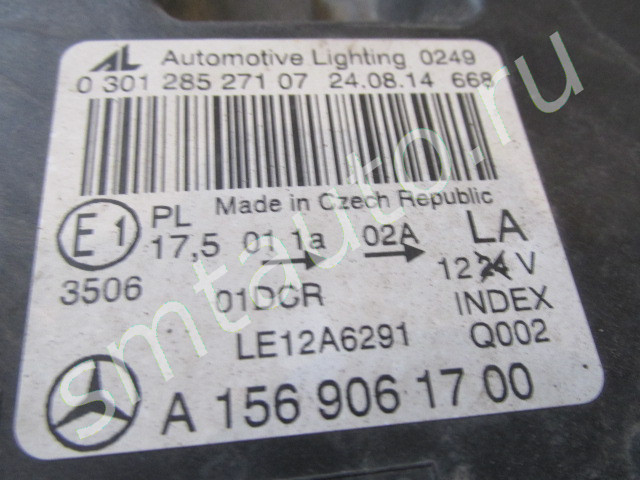 AL Automotive Lighting 0249
0 301 285 271 07 24.08.14 668
Made in Czech Republic
E1 PL 17,5 01 1a 02A LA
3506 01DCR 12 24 V
LE12A6291 INDEX Q002
A 156 906 17 00
smtauto.ru